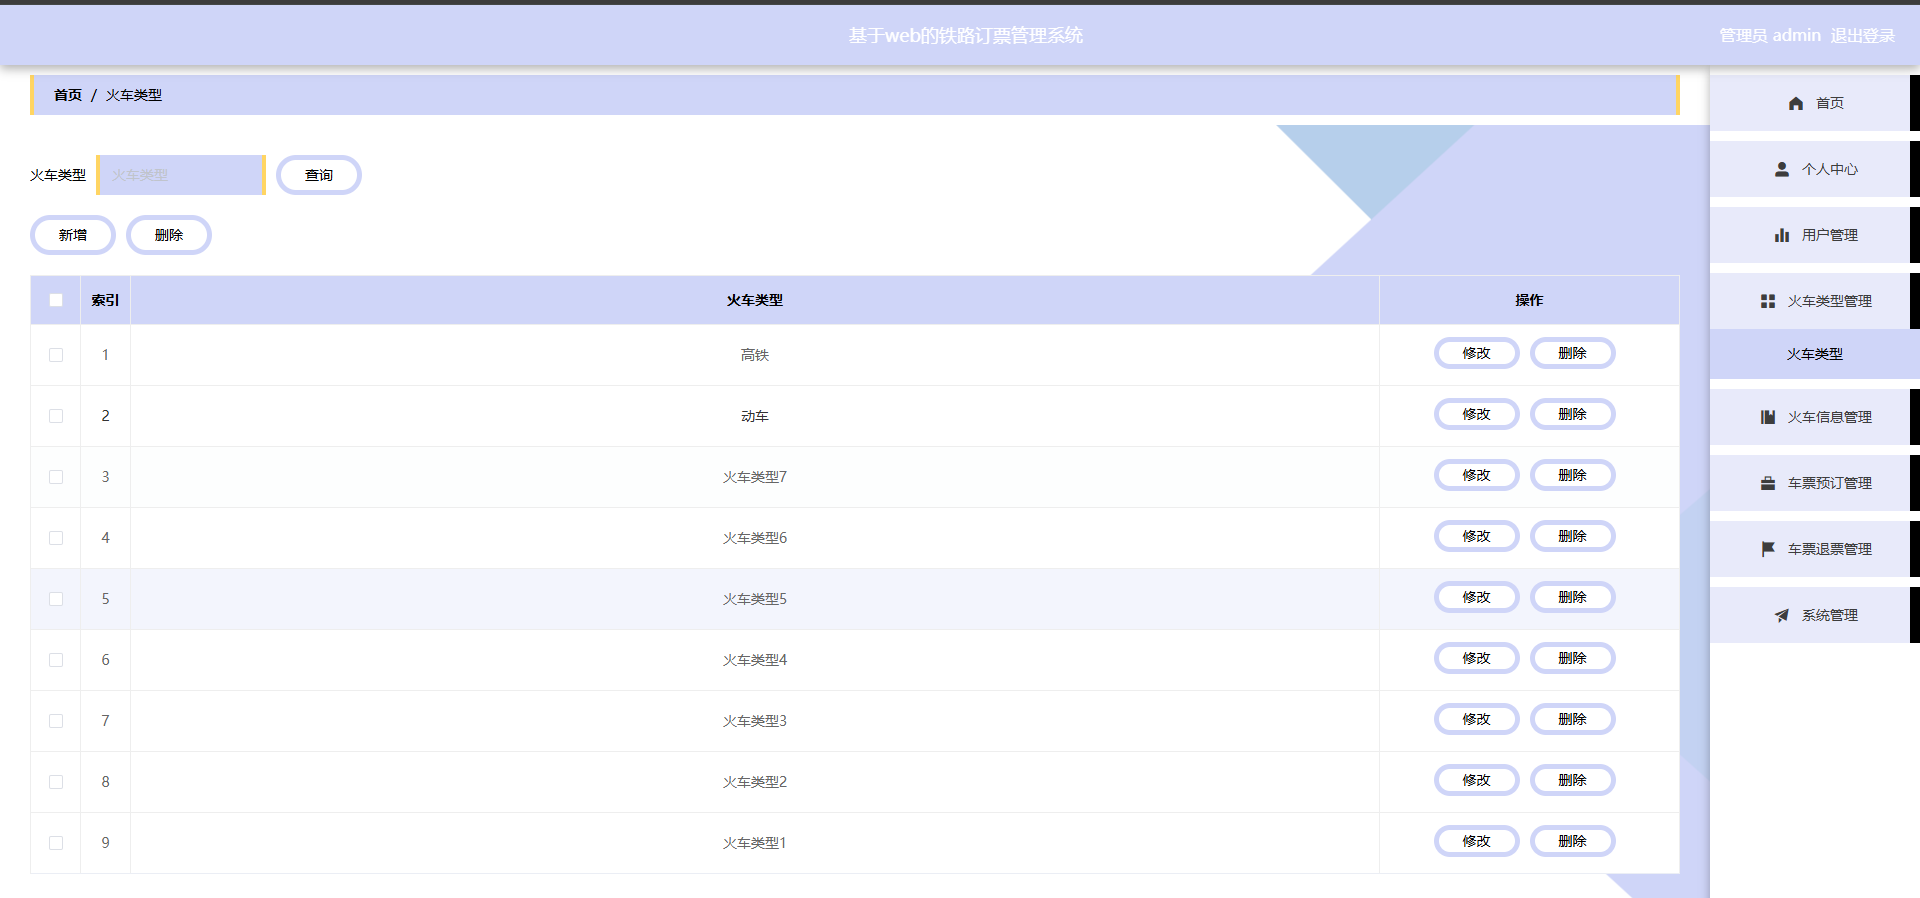 基于web的铁路订票管理系统
管理员 admin 退出登录
首页 / 火车类型
火车类型 火车类型 查询
新增 删除
索引 火车类型 操作
1 高铁 修改 删除
2 动车 修改 删除
3 火车类型7 修改 删除
4 火车类型6 修改 删除
5 火车类型5 修改 删除
6 火车类型4 修改 删除
7 火车类型3 修改 删除
8 火车类型2 修改 删除
9 火车类型1 修改 删除
首页
个人中心
用户管理
火车类型管理
火车类型
火车信息管理
车票预订管理
车票退票管理
系统管理